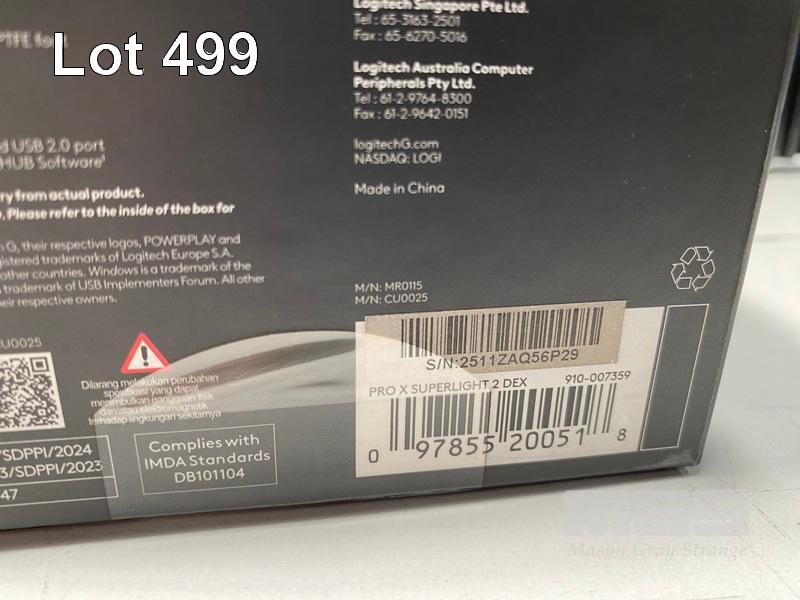 Lot 499
PTFE
d USB 2.0 port
HUB Software¹
ry from actual product.
. Please refer to the inside of the box for
G, their respective logos, POWERPLAY and
gistered trademarks of Logitech Europe S.A.
other countries. Windows is a trademark of the
trademark of USB Implementers Forum. All other
eir respective owners.
U0025
Dilarang melakukan perubahan
spesifikasi yang dapat
menimbulkan gangguan fisik
dan/atau elektromagnetik
terhadap lingkungan sekitarnya
/SDPPI/2024
3/SDPPI/2023
47
Complies with
IMDA Standards
DB101104
Logitech Singapore Pte Ltd.
Tel : 65-3163-2501
Fax : 65-6270-5016
Logitech Australia Computer
Peripherals Pty Ltd.
Tel : 61-2-9764-8300
Fax : 61-2-9642-0151
logitechG.com
NASDAQ: LOGI
Made in China
M/N: MR0115
M/N: CU0025
S/N:2511ZAQ56P29
PRO X SUPERLIGHT 2 DEX 910-007359
0 97855 20051 8
Mason Gray Strange